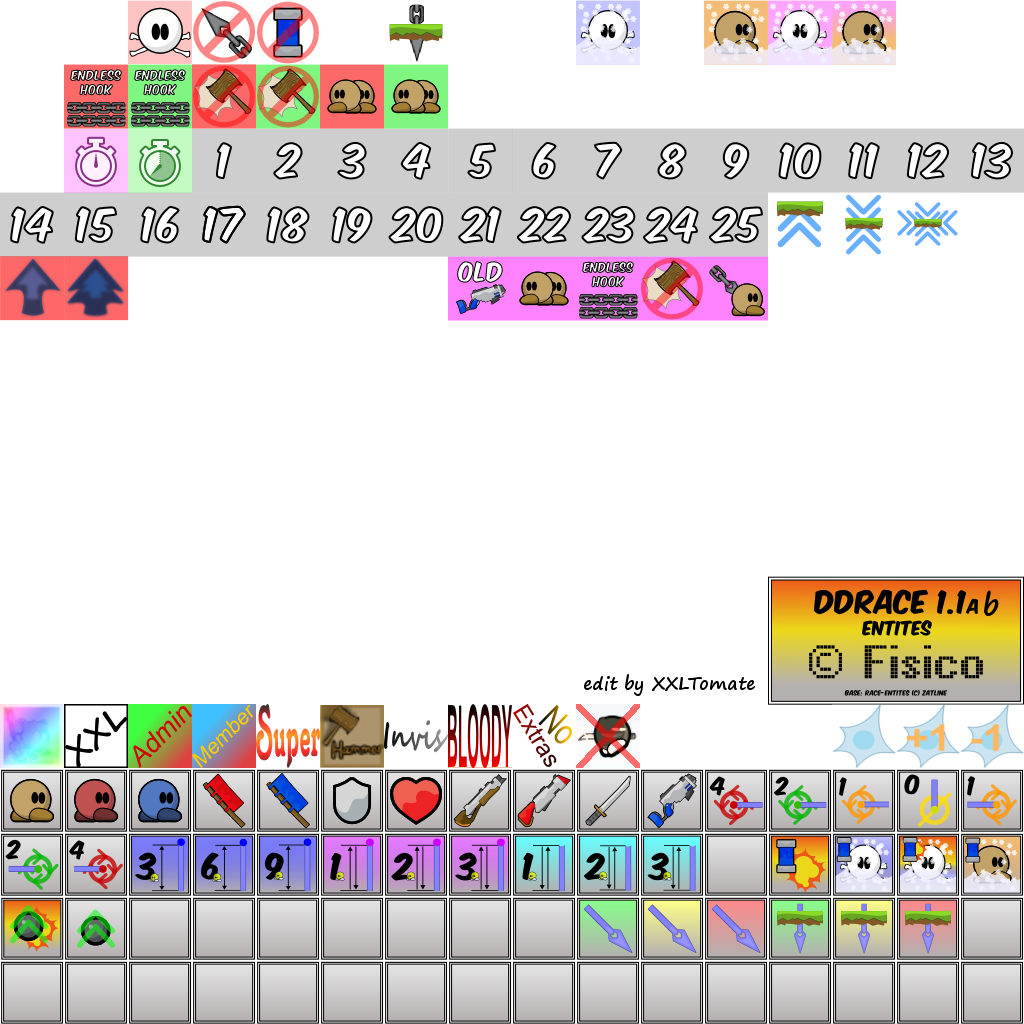 ENDLESS HOOK
ENDLESS HOOK
1 2 3 4 5 6 7 8 9 10 11 12 13
14 15 16 17 18 19 20 21 22 23 24 25
OLD
ENDLESS HOOK
DDRACE 1.1Ab
ENTITES
© Fisico
BASE: RACE-ENTITES (C) ZATLINE
edit by XXLTomate
XXL Admin Member Super Hammer Invis BLOODY No Extras +1 -1
4 2 1 0 1
2 4 3 6 9 1 2 3 1 2 3